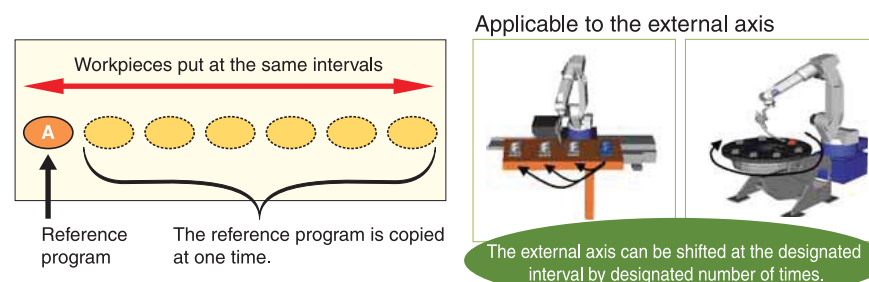 Workpieces put at the same intervals
A
Reference
program
The reference program is copied
at one time.
Applicable to the external axis
The external axis can be shifted at the designated
interval by designated number of times.